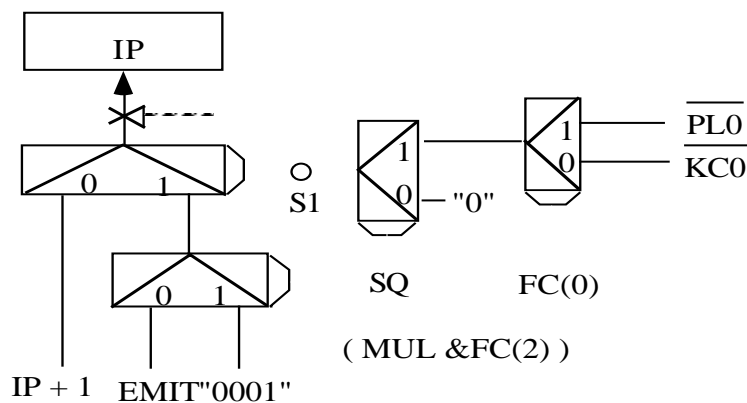 IP
1
PL0
0 1
0
KC0
S1
0
"0"
1
0 1
SQ
FC(0)
( MUL &FC(2) )
IP + 1
EMIT"0001"